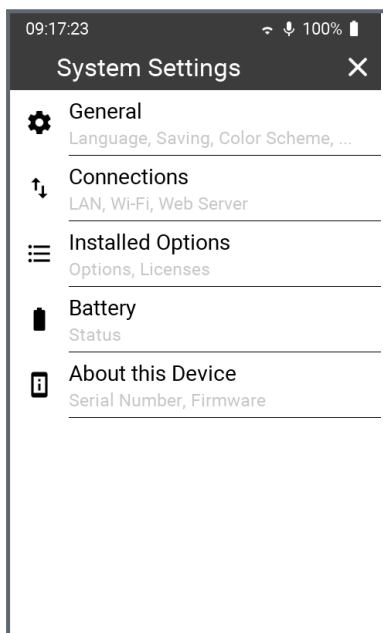 09:17:23 100%
System Settings
General
Language, Saving, Color Scheme, ...
Connections
LAN, Wi-Fi, Web Server
Installed Options
Options, Licenses
Battery
Status
About this Device
Serial Number, Firmware